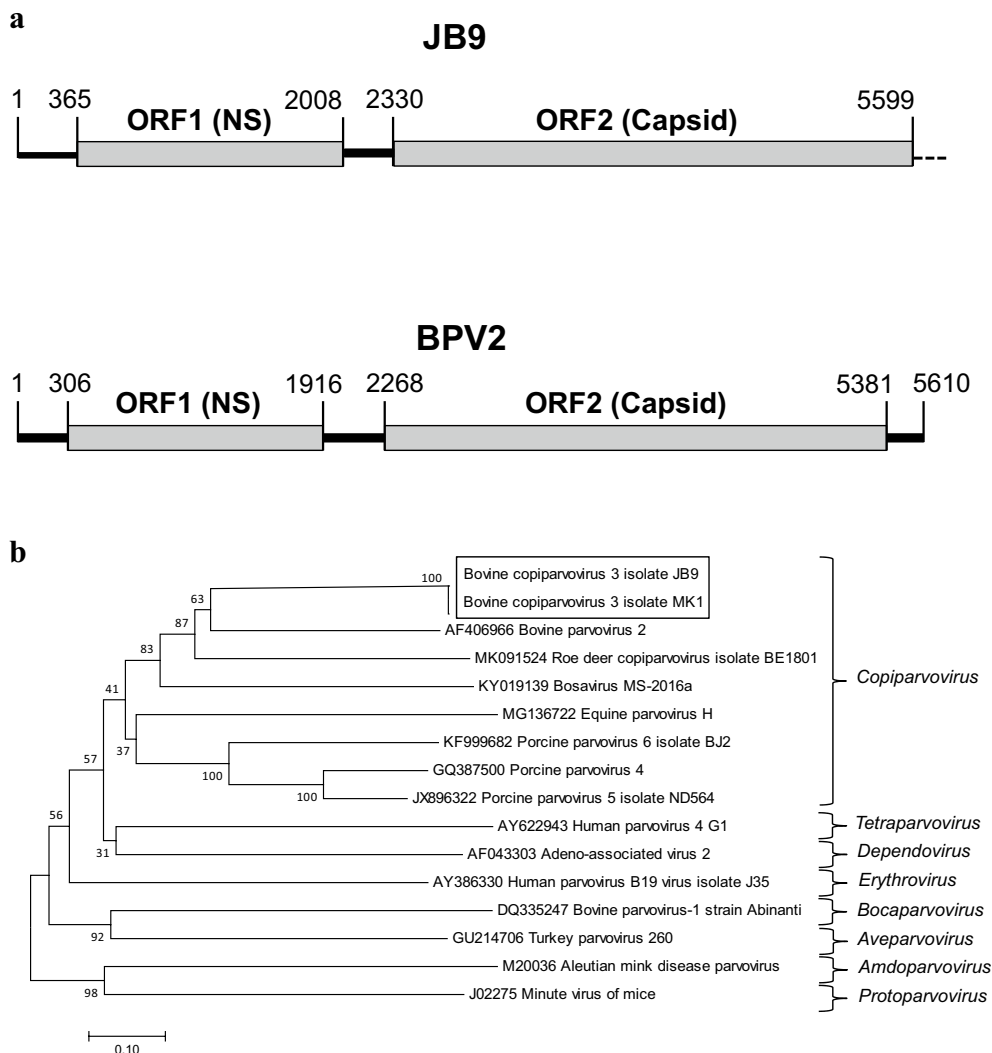 a
JB9
1 365 2008 2330 5599
ORF1 (NS) ORF2 (Capsid)
BPV2
1 306 1916 2268 5381 5610
ORF1 (NS) ORF2 (Capsid)
b
100 Bovine copiparvovirus 3 isolate JB9
Bovine copiparvovirus 3 isolate MK1
63
AF406966 Bovine parvovirus 2
87
MK091524 Roe deer copiparvovirus isolate BE1801
83
Copiparvovirus
KY019139 Bosavirus MS-2016a
41
MG136722 Equine parvovirus H
37
KF999682 Porcine parvovirus 6 isolate BJ2
100
GQ387500 Porcine parvovirus 4
100
JX896322 Porcine parvovirus 5 isolate ND564
57
AY622943 Human parvovirus 4 G1 Tetraparvovirus
31
AF043303 Adeno-associated virus 2 Dependovirus
56
AY386330 Human parvovirus B19 virus isolate J35 Erythrovirus
DQ335247 Bovine parvovirus-1 strain Abinanti Bocaparvovirus
92
GU214706 Turkey parvovirus 260 Aveparvovirus
M20036 Aleutian mink disease parvovirus Amdoparvovirus
98
J02275 Minute virus of mice Protoparvovirus
0.10